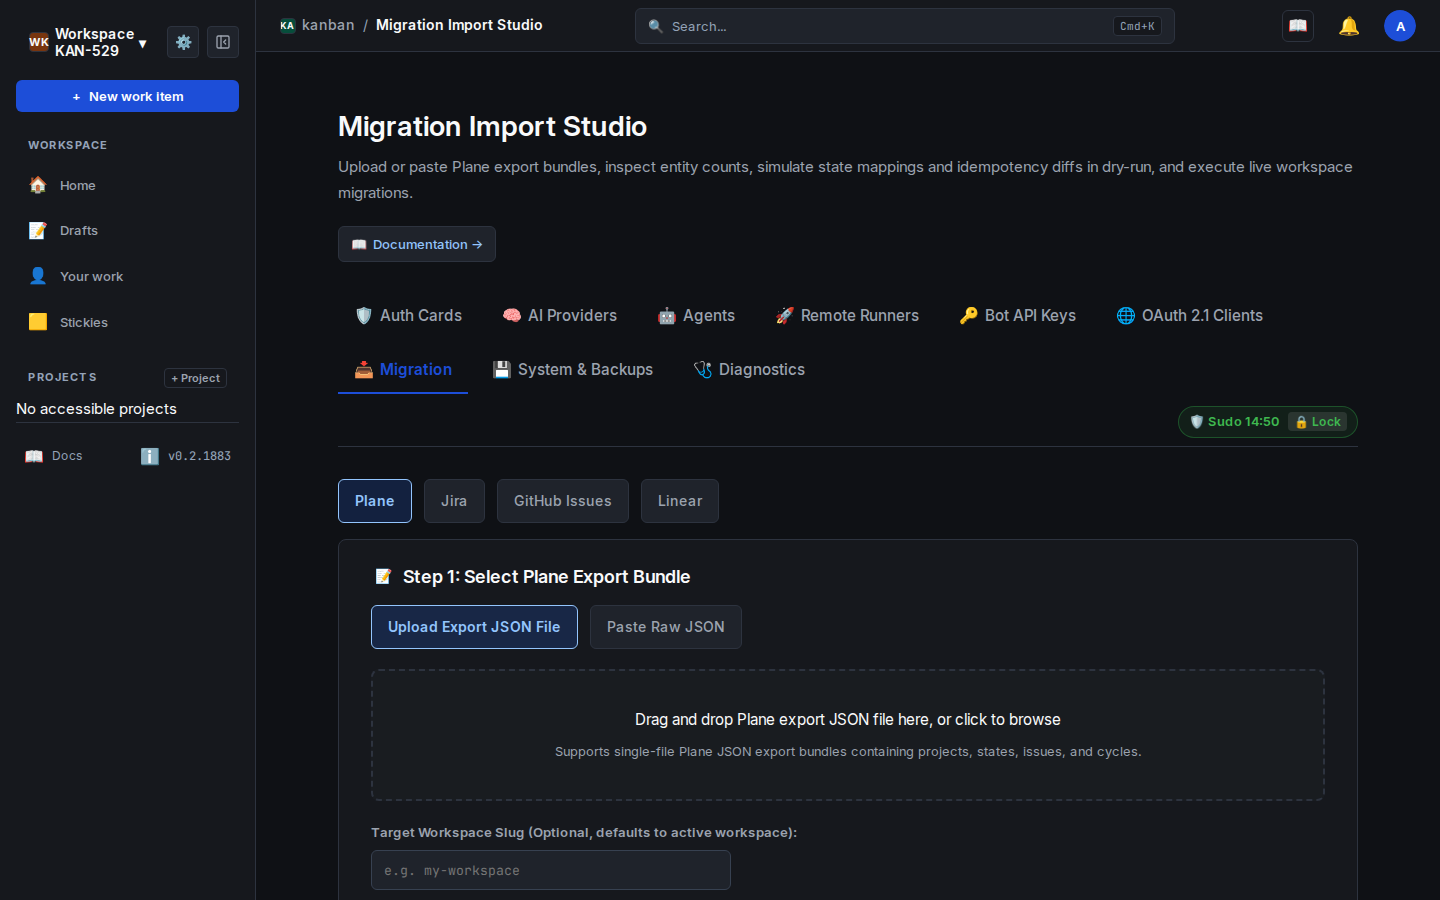 WK Workspace KAN-529 ▼
+ New work item
WORKSPACE
Home
Drafts
Your work
Stickies
PROJECTS + Project
No accessible projects
Docs v0.2.1883
KA kanban / Migration Import Studio
Search... Cmd+K
A
Migration Import Studio
Upload or paste Plane export bundles, inspect entity counts, simulate state mappings and idempotency diffs in dry-run, and execute live workspace
migrations.
Documentation →
Auth Cards AI Providers Agents Remote Runners Bot API Keys OAuth 2.1 Clients
Migration System & Backups Diagnostics
Sudo 14:50 Lock
Plane Jira GitHub Issues Linear
Step 1: Select Plane Export Bundle
Upload Export JSON File Paste Raw JSON
Drag and drop Plane export JSON file here, or click to browse
Supports single-file Plane JSON export bundles containing projects, states, issues, and cycles.
Target Workspace Slug (Optional, defaults to active workspace):
e.g. my-workspace